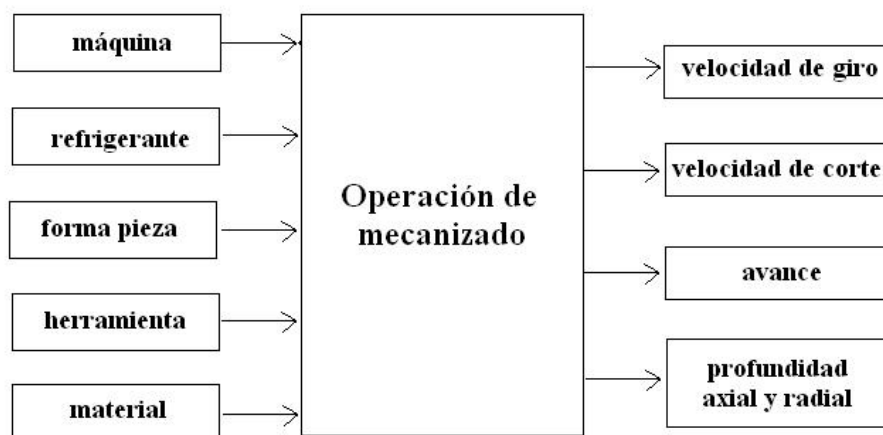 máquina
refrigerante
forma pieza
herramienta
material
Operación de
mecanizado
velocidad de giro
velocidad de corte
avance
profundidad
axial y radial